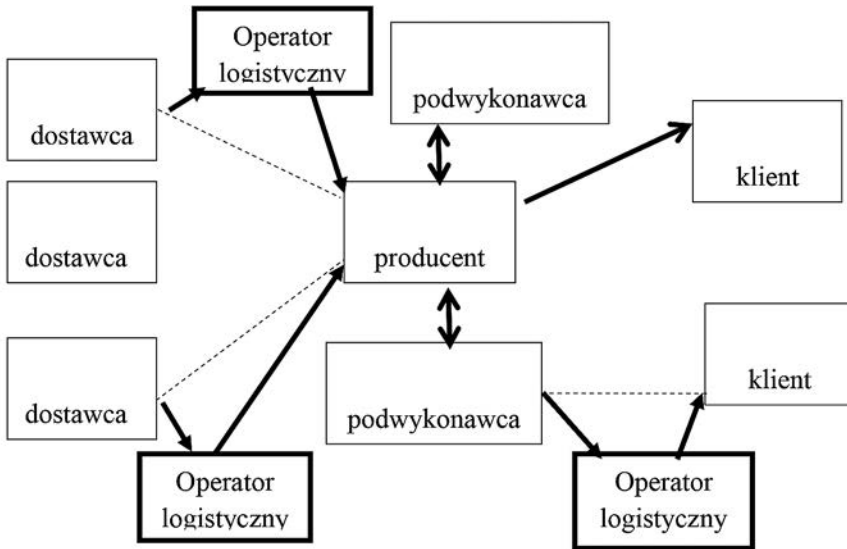 Operator
logistyczny
podwykonawca
dostawca
klient
dostawca
producent
dostawca
podwykonawca
klient
Operator
logistyczny
Operator
logistyczny